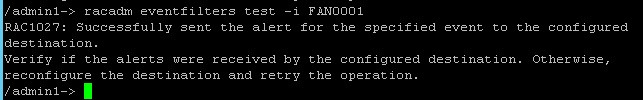 /admin1-> racadm eventfilters test -i FAN0001
RAC1027: Successfully sent the alert for the specified event to the configured
destination.
Verify if the alerts were received by the configured destination. Otherwise,
reconfigure the destination and retry the operation.
/admin1->